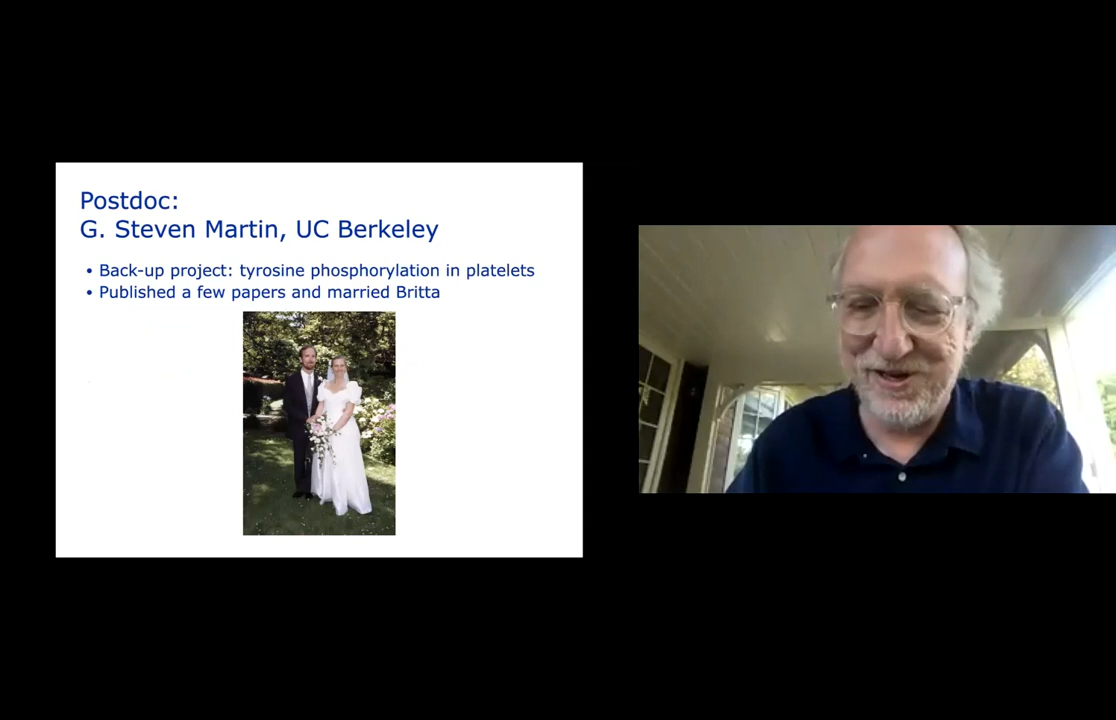 Postdoc:
G. Steven Martin, UC Berkeley
• Back-up project: tyrosine phosphorylation in platelets
• Published a few papers and married Britta